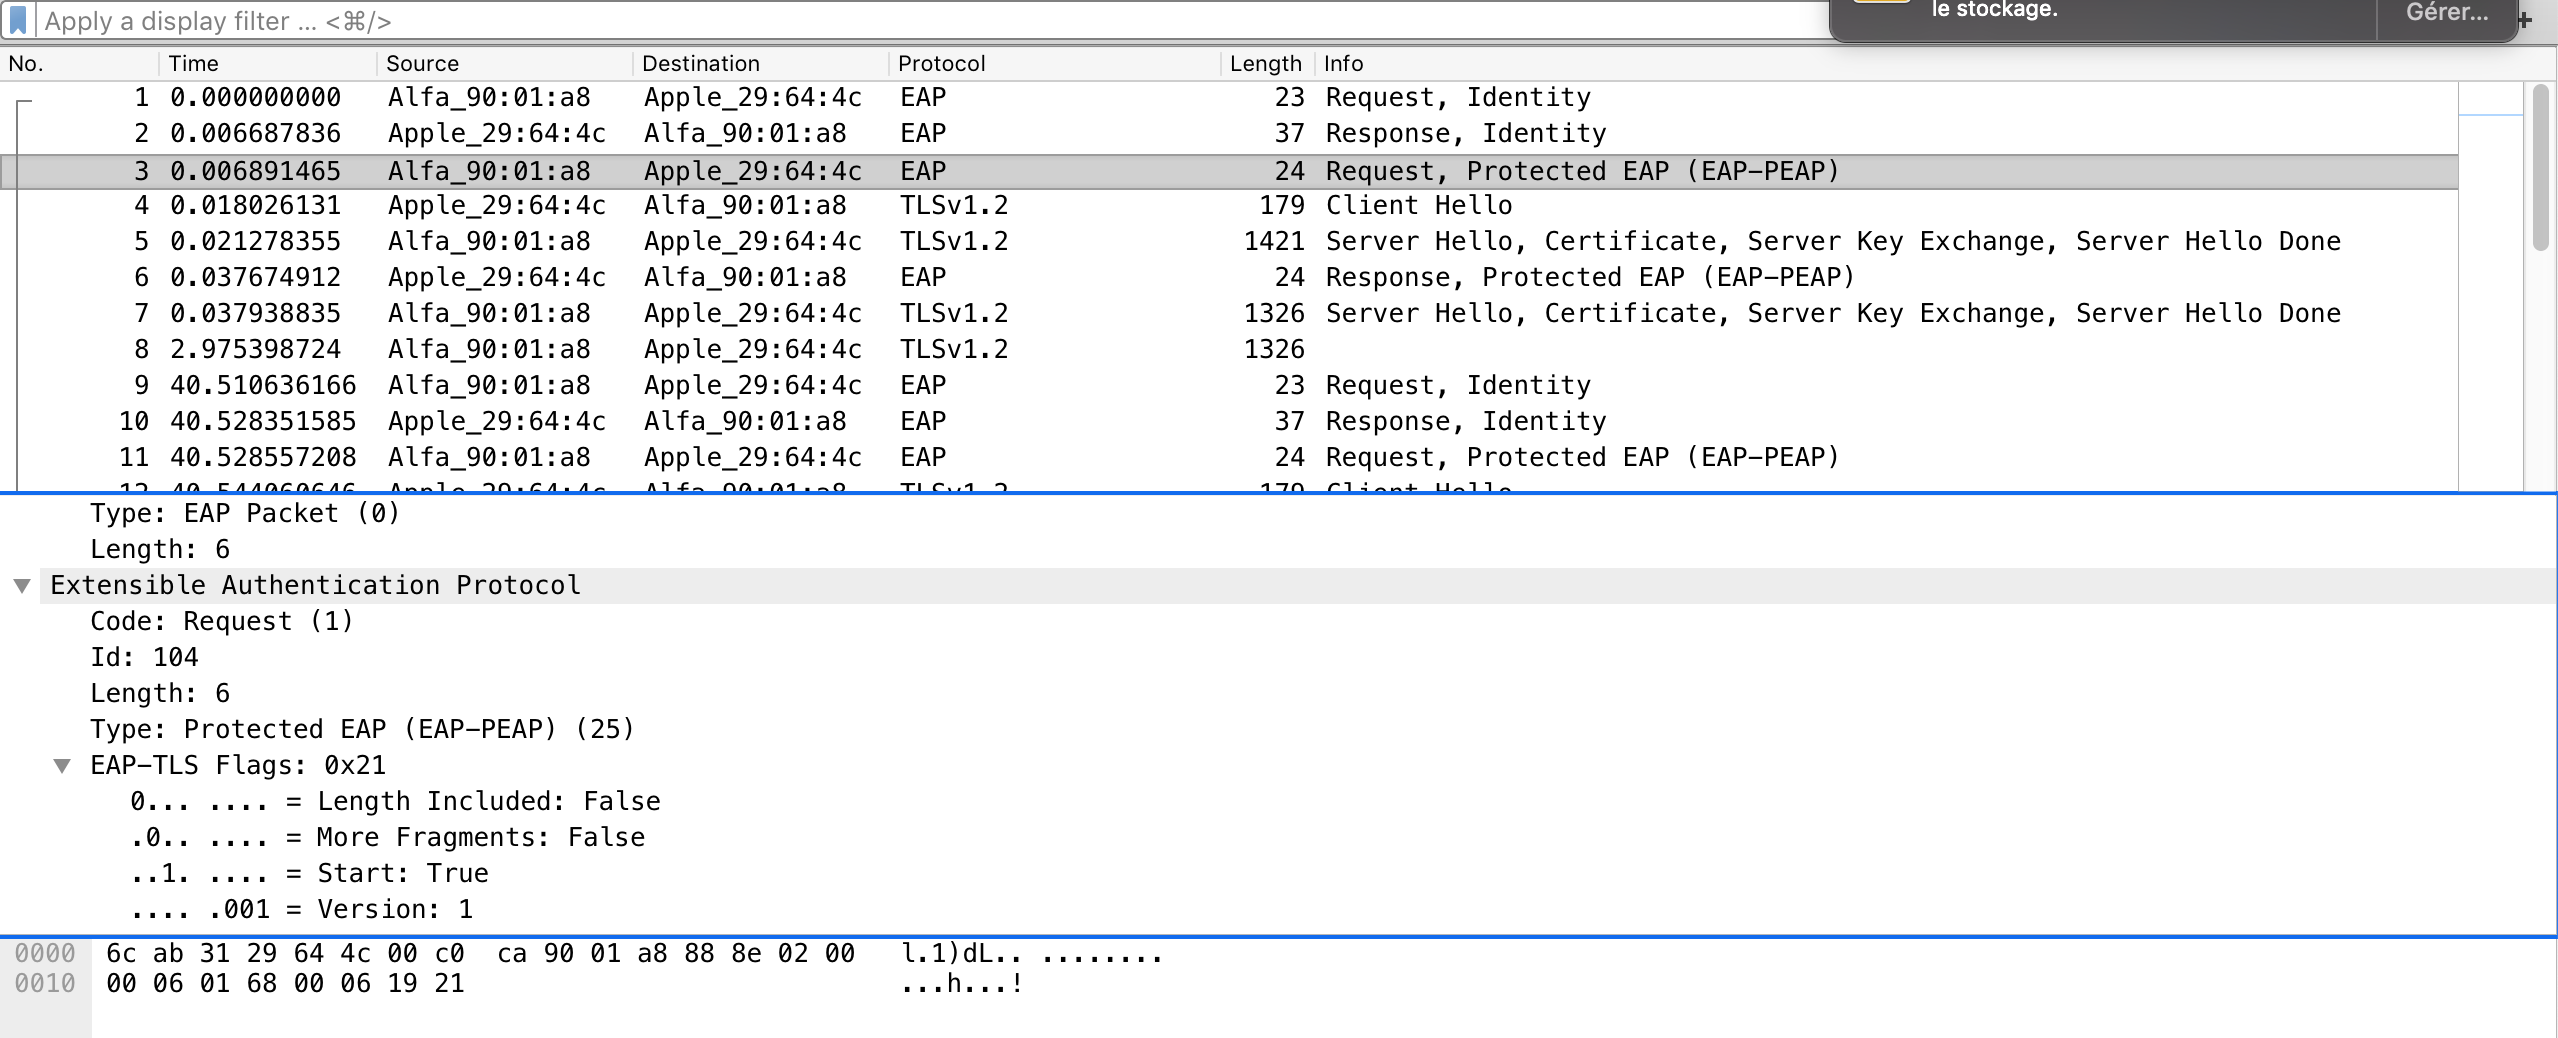 Apply a display filter ... <⌘/>
le stockage.
Gérer...
+
No. Time Source Destination Protocol Length Info
1 0.000000000 Alfa_90:01:a8 Apple_29:64:4c EAP 23 Request, Identity
2 0.006687836 Apple_29:64:4c Alfa_90:01:a8 EAP 37 Response, Identity
3 0.006891465 Alfa_90:01:a8 Apple_29:64:4c EAP 24 Request, Protected EAP (EAP-PEAP)
4 0.018026131 Apple_29:64:4c Alfa_90:01:a8 TLSv1.2 179 Client Hello
5 0.021278355 Alfa_90:01:a8 Apple_29:64:4c TLSv1.2 1421 Server Hello, Certificate, Server Key Exchange, Server Hello Done
6 0.037674912 Apple_29:64:4c Alfa_90:01:a8 EAP 24 Response, Protected EAP (EAP-PEAP)
7 0.037938835 Alfa_90:01:a8 Apple_29:64:4c TLSv1.2 1326 Server Hello, Certificate, Server Key Exchange, Server Hello Done
8 2.975398724 Alfa_90:01:a8 Apple_29:64:4c TLSv1.2 1326
9 40.510636166 Alfa_90:01:a8 Apple_29:64:4c EAP 23 Request, Identity
10 40.528351585 Apple_29:64:4c Alfa_90:01:a8 EAP 37 Response, Identity
11 40.528557208 Alfa_90:01:a8 Apple_29:64:4c EAP 24 Request, Protected EAP (EAP-PEAP)
12 40.544060646 Apple_29:64:4c Alfa_90:01:a8 TLSv1.2 179 Client Hello
Type: EAP Packet (0)
Length: 6
Extensible Authentication Protocol
Code: Request (1)
Id: 104
Length: 6
Type: Protected EAP (EAP-PEAP) (25)
EAP-TLS Flags: 0x21
0... .... = Length Included: False
.0.. .... = More Fragments: False
..1. .... = Start: True
.... .001 = Version: 1
0000 6c ab 31 29 64 4c 00 c0 ca 90 01 a8 88 8e 02 00 l.1)dL.. ........
0010 00 06 01 68 00 06 19 21 ...h...!